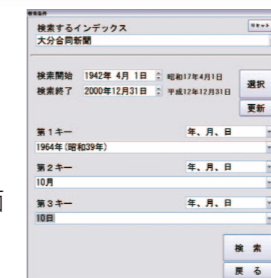 検索条件
検索するインデックス リセット
大分合同新聞
検索開始 1942年 4月 1日 昭和17年4月1日
検索終了 2000年12月31日 平成12年12月31日
選択
更新
第1キー 年、月、日
1964年(昭和39年)
第2キー 年、月、日
10月
第3キー 年、月、日
10日
検 索
戻 る
面